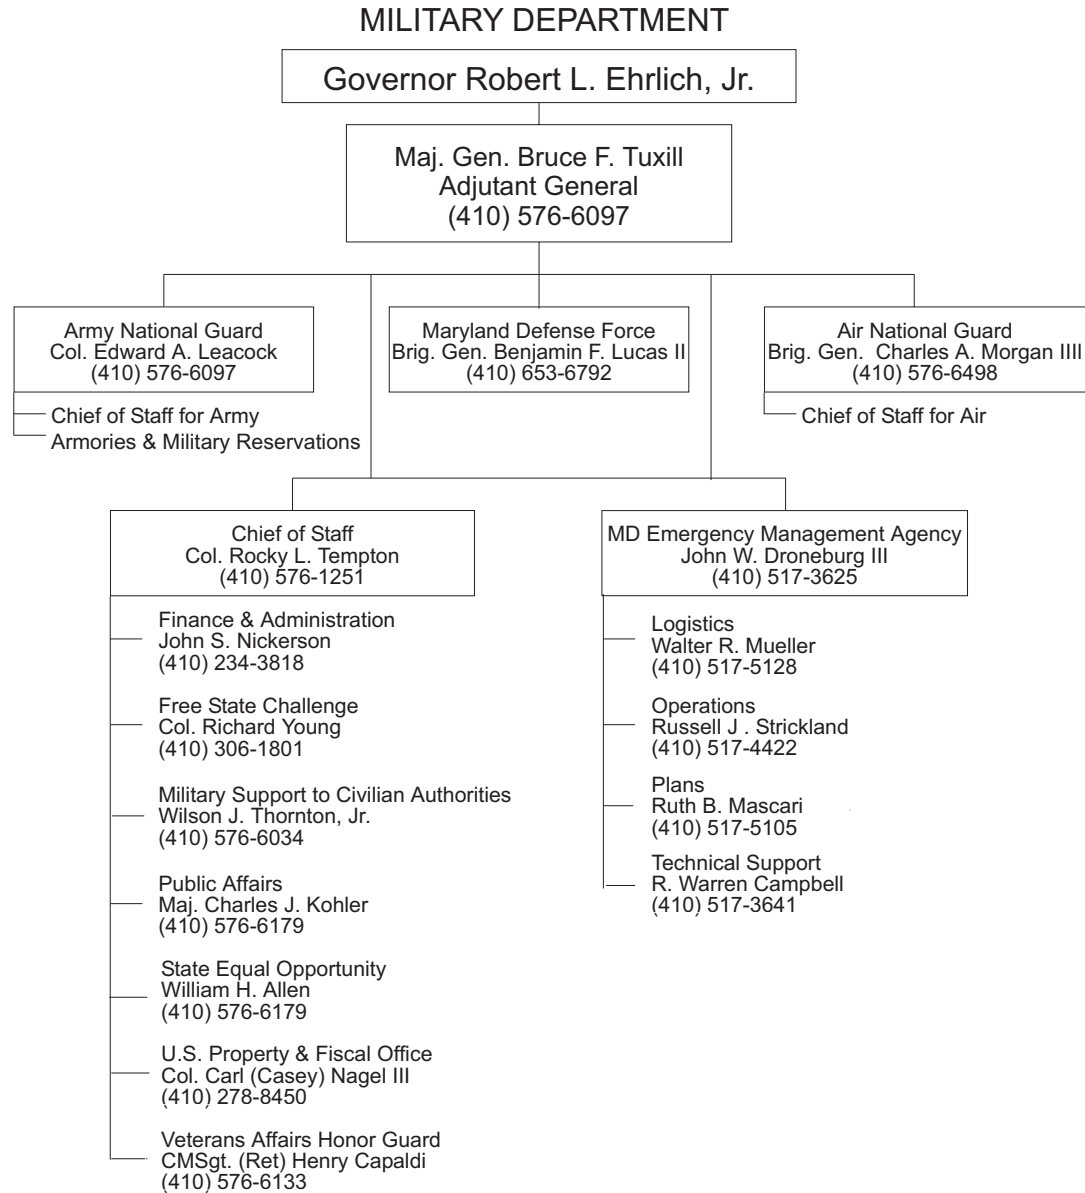 MILITARY DEPARTMENT
Governor Robert L. Ehrlich, Jr.
Maj. Gen. Bruce F. Tuxill
Adjutant General
(410) 576-6097
Army National Guard
Col. Edward A. Leacock
(410) 576-6097
Chief of Staff for Army
Armories & Military Reservations
Maryland Defense Force
Brig. Gen. Benjamin F. Lucas II
(410) 653-6792
Air National Guard
Brig. Gen. Charles A. Morgan IIII
(410) 576-6498
Chief of Staff for Air
Chief of Staff
Col. Rocky L. Tempton
(410) 576-1251
Finance & Administration
John S. Nickerson
(410) 234-3818
Free State Challenge
Col. Richard Young
(410) 306-1801
Military Support to Civilian Authorities
Wilson J. Thornton, Jr.
(410) 576-6034
Public Affairs
Maj. Charles J. Kohler
(410) 576-6179
State Equal Opportunity
William H. Allen
(410) 576-6179
U.S. Property & Fiscal Office
Col. Carl (Casey) Nagel III
(410) 278-8450
Veterans Affairs Honor Guard
CMSgt. (Ret) Henry Capaldi
(410) 576-6133
MD Emergency Management Agency
John W. Droneburg III
(410) 517-3625
Logistics
Walter R. Mueller
(410) 517-5128
Operations
Russell J . Strickland
(410) 517-4422
Plans
Ruth B. Mascari
(410) 517-5105
Technical Support
R. Warren Campbell
(410) 517-3641